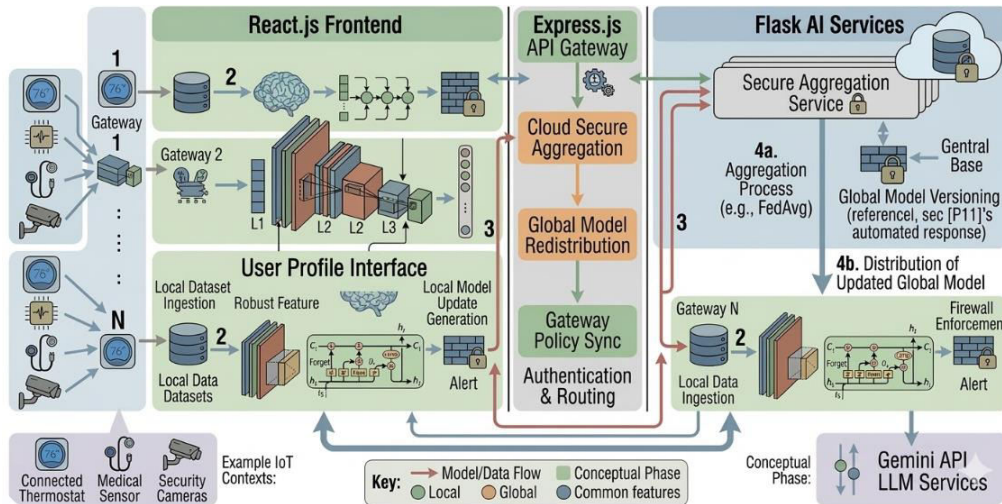 React.js Frontend
Express.js
API Gateway
Flask AI Services
1
2
Gateway
1
Gateway 2
L1
L2
L2
L3
3
Cloud Secure
Aggregation
Global Model
Redistribution
Gateway
Policy Sync
Authentication
& Routing
Secure Aggregation
Service
4a.
Aggregation
Process
(e.g., FedAvg)
Gentral
Base
Global Model Versioning
(referencel, sec [P11]'s
automated response)
3
4b. Distribution of
Updated Global Model
76°
N
76°
User Profile Interface
Local Dataset
Ingestion
2
Robust Feature
Local Model
Update
Generation
Local Data
Datasets
Forget
Alert
Gateway N
2
Local Data
Ingestion
Forget
Firewall
Enforcement
Alert
76°
Connected
Thermostat
Medical
Sensor
Security
Cameras
Example IoT
Contexts:
Key:
Model/Data Flow
Conceptual Phase
Local
Global
Common features
Conceptual
Phase:
Gemini API
LLM Services